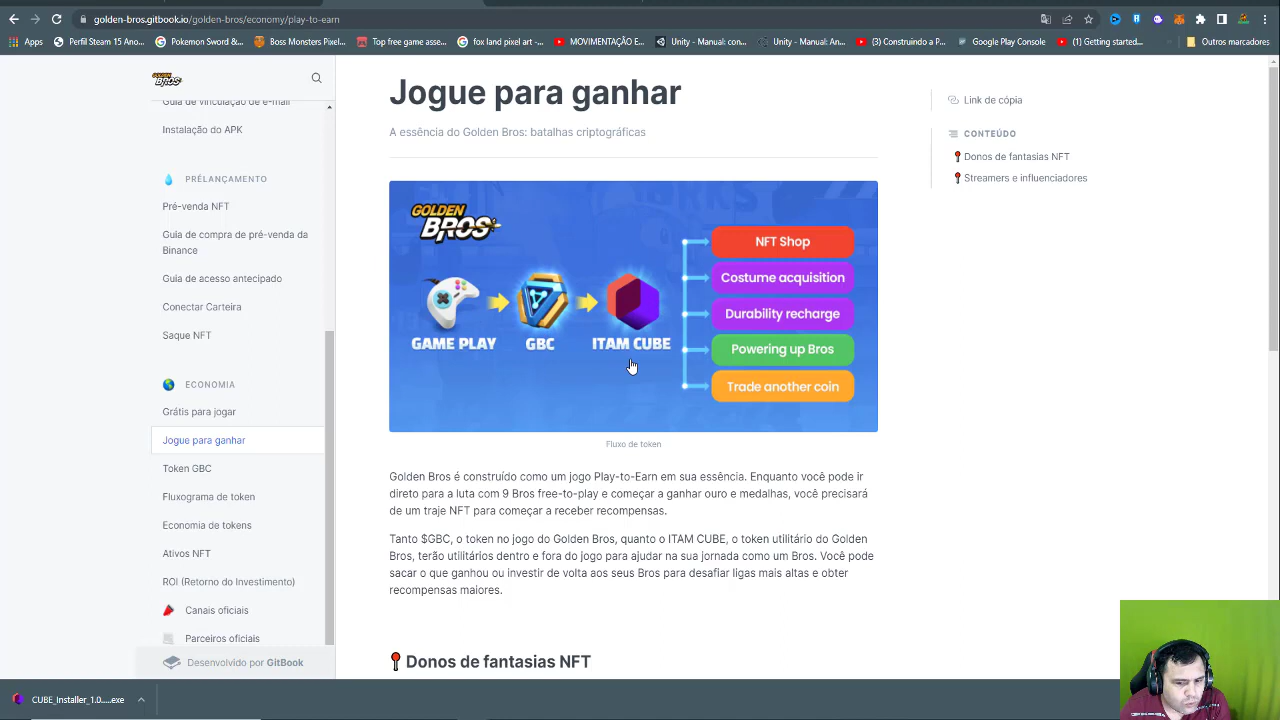 golden-bros.gitbook.io/golden-bros/economy/play-to-earn
Apps
Perfil Steam 15 Ano...
Pokemon Sword &...
Boss Monsters Pixel...
Top free game asse...
fox land pixel art -...
MOVIMENTAÇÃO E...
Unity - Manual: con...
Unity - Manual: An...
(3) Construindo a P...
Google Play Console
(1) Getting started...
Outros marcadores
GOLDEN BROS
Guia de vinculação de e-mail
Instalação do APK
PRÉLANÇAMENTO
Pré-venda NFT
Guia de compra de pré-venda da
Binance
Guia de acesso antecipado
Conectar Carteira
Saque NFT
ECONOMIA
Grátis para jogar
Jogue para ganhar
Token GBC
Fluxograma de token
Economia de tokens
Ativos NFT
ROI (Retorno do Investimento)
Canais oficiais
Parceiros oficiais
Desenvolvido por GitBook
Jogue para ganhar
A essência do Golden Bros: batalhas criptográficas
GOLDEN
BROS
GAME PLAY
GBC
ITAM CUBE
NFT Shop
Costume acquisition
Durability recharge
Powering up Bros
Trade another coin
Fluxo de token
Golden Bros é construído como um jogo Play-to-Earn em sua essência. Enquanto você pode ir
direto para a luta com 9 Bros free-to-play e começar a ganhar ouro e medalhas, você precisará
de um traje NFT para começar a receber recompensas.
Tanto $GBC, o token no jogo do Golden Bros, quanto o ITAM CUBE, o token utilitário do Golden
Bros, terão utilitários dentro e fora do jogo para ajudar na sua jornada como um Bros. Você pode
sacar o que ganhou ou investir de volta aos seus Bros para desafiar ligas mais altas e obter
recompensas maiores.
Donos de fantasias NFT
Link de cópia
CONTEÚDO
Donos de fantasias NFT
Streamers e influenciadores
CUBE_Installer_1.0....exe